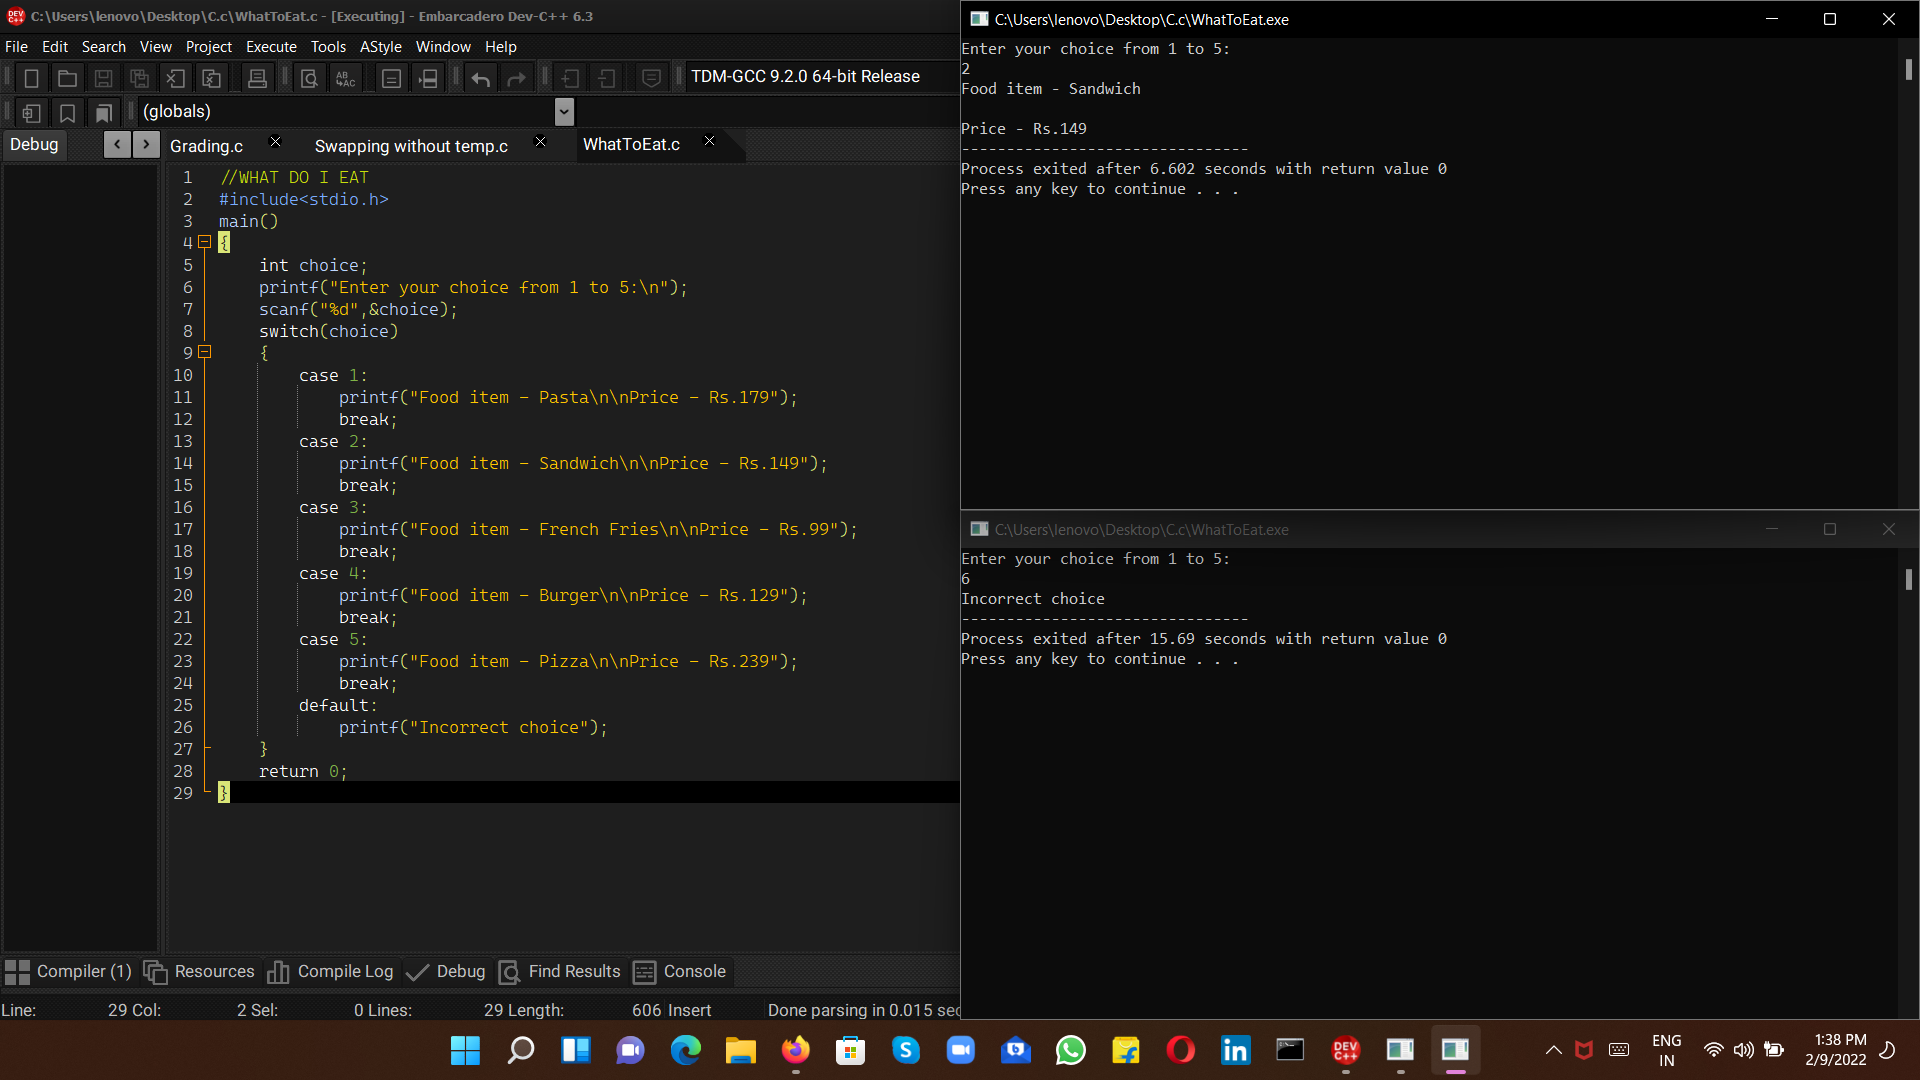 C:\Users\lenovo\Desktop\C.c\WhatToEat.c - [Executing] - Embarcadero Dev-C++ 6.3
File Edit Search View Project Execute Tools AStyle Window Help
TDM-GCC 9.2.0 64-bit Release
(globals)
Debug
Grading.c Swapping without temp.c WhatToEat.c
1 //WHAT DO I EAT
2 #include<stdio.h>
3 main()
4 {
5 int choice;
6 printf("Enter your choice from 1 to 5:\n");
7 scanf("%d",&choice);
8 switch(choice)
9 {
10 case 1:
11 printf("Food item - Pasta\n\nPrice - Rs.179");
12 break;
13 case 2:
14 printf("Food item - Sandwich\n\nPrice - Rs.149");
15 break;
16 case 3:
17 printf("Food item - French Fries\n\nPrice - Rs.99");
18 break;
19 case 4:
20 printf("Food item - Burger\n\nPrice - Rs.129");
21 break;
22 case 5:
23 printf("Food item - Pizza\n\nPrice - Rs.239");
24 break;
25 default:
26 printf("Incorrect choice");
27 }
28 return 0;
29 }
Compiler (1) Resources Compile Log Debug Find Results Console
Line: 29 Col: 2 Sel: 0 Lines: 29 Length: 606 Insert Done parsing in 0.015 sec
C:\Users\lenovo\Desktop\C.c\WhatToEat.exe
Enter your choice from 1 to 5:
2
Food item - Sandwich
Price - Rs.149
--------------------------------
Process exited after 6.602 seconds with return value 0
Press any key to continue . . .
C:\Users\lenovo\Desktop\C.c\WhatToEat.exe
Enter your choice from 1 to 5:
6
Incorrect choice
--------------------------------
Process exited after 15.69 seconds with return value 0
Press any key to continue . . .
DEV C++
ENG
IN
1:38 PM
2/9/2022